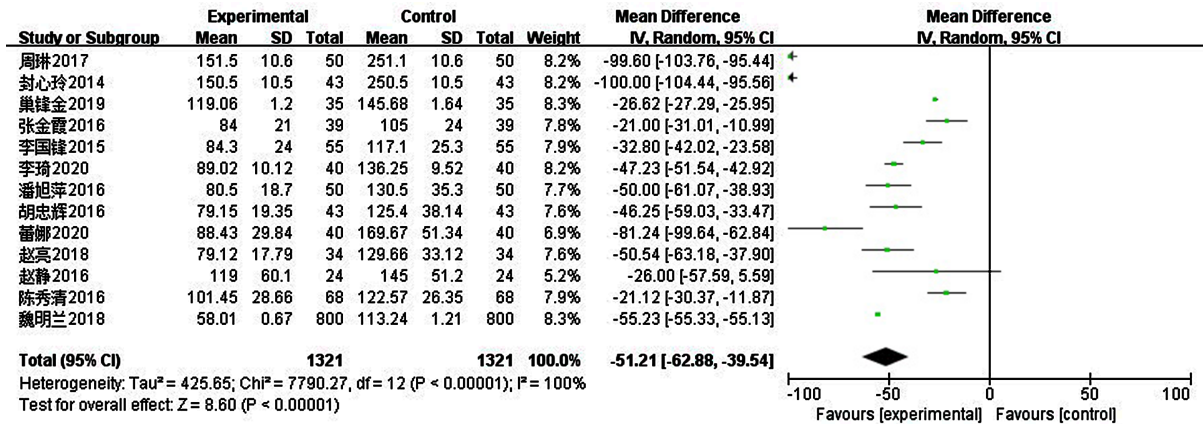 Experimental Control Mean Difference Mean Difference
Study or Subgroup Mean SD Total Mean SD Total Weight IV, Random, 95% CI IV, Random, 95% CI
周琳2017 151.5 10.6 50 251.1 10.6 50 8.2% -99.60 [-103.76, -95.44]
封心玲2014 150.5 10.5 43 250.5 10.5 43 8.2% -100.00 [-104.44, -95.56]
巢锋金2019 119.06 1.2 35 145.68 1.64 35 8.3% -26.62 [-27.29, -25.95]
张金霞2016 84 21 39 105 24 39 7.8% -21.00 [-31.01, -10.99]
李国锋2015 84.3 24 55 117.1 25.3 55 7.9% -32.80 [-42.02, -23.58]
李琦2020 89.02 10.12 40 136.25 9.52 40 8.2% -47.23 [-51.54, -42.92]
潘旭萍2016 80.5 18.7 50 130.5 35.3 50 7.7% -50.00 [-61.07, -38.93]
胡忠辉2016 79.15 19.35 43 125.4 38.14 43 7.6% -46.25 [-59.03, -33.47]
蕾娜2020 88.43 29.84 40 169.67 51.34 40 7.0% -81.24 [-99.64, -62.84]
赵亮2018 79.12 17.79 34 129.66 33.12 34 7.6% -50.54 [-63.18, -37.90]
赵静2016 119 60.1 24 145 51.2 24 5.2% -26.00 [-57.59, 5.59]
陈秀清2016 101.45 28.66 68 122.57 26.35 68 7.9% -21.12 [-30.37, -11.87]
魏明兰2018 58.01 0.67 800 113.24 1.21 800 8.3% -55.23 [-55.33, -55.13]
Total (95% CI) 1321 1321 100.0% -51.21 [-62.88, -39.54]
Heterogeneity: Tau² = 425.65; Chi² = 7790.27, df = 12 (P < 0.00001); I² = 100%
Test for overall effect: Z = 8.60 (P < 0.00001)
-100 -50 0 50 100
Favours [experimental] Favours [control]